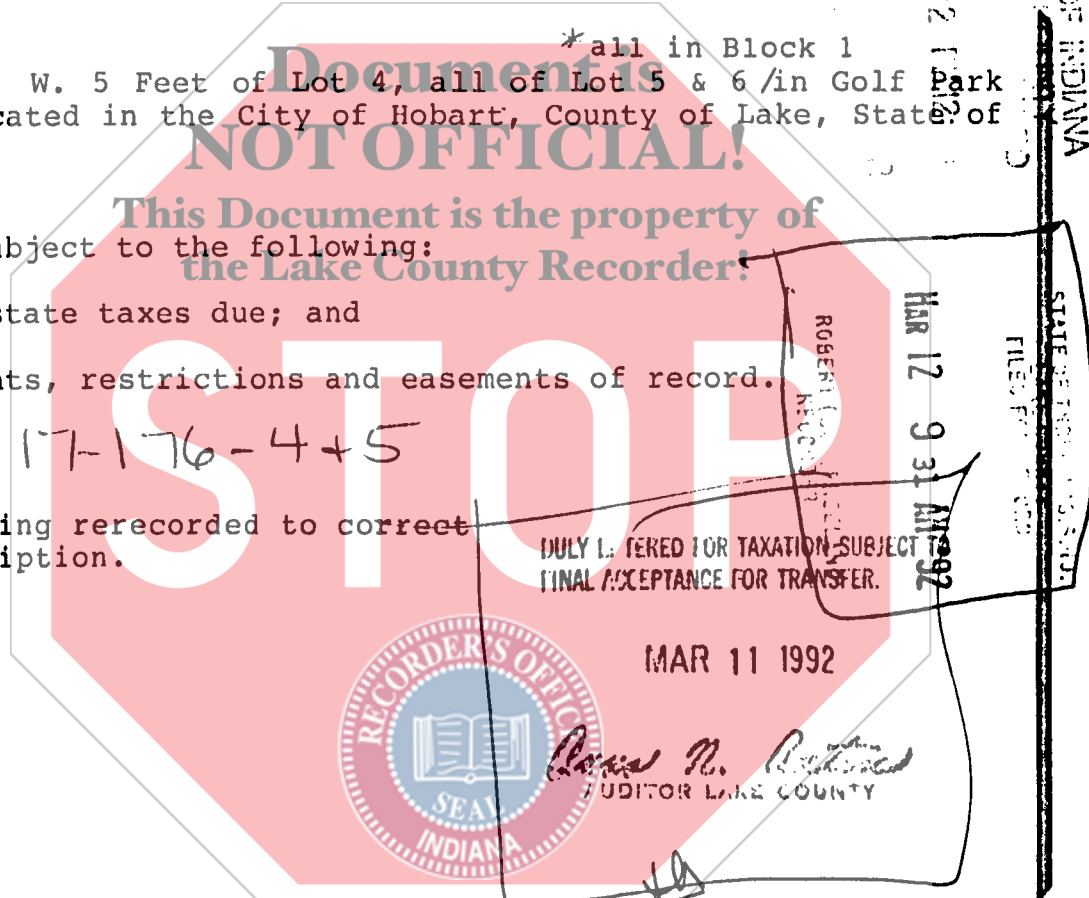 *all in Block 1
W. 5 Feet of Lot 4, all of Lot 5 & 6 /in Golf Park
cated in the City of Hobart, County of Lake, State of
Document is
NOT OFFICIAL!
This Document is the property of
the Lake County Recorder!
bject to the following:
state taxes due; and
ts, restrictions and easements of record.
17-176-4+5
ing rerecorded to correct
iption.
STOP
DULY FOR TAXATION SUBJECT
FINAL ACCEPTANCE FOR TRANSFER.
MAR 11 1992
N.
AUDITOR LAKE COUNTY
RECORDER'S OFFICE
SEAL
INDIANA
OF INDIANA
MAR 12 9 31 AM
ROBERT
STATE